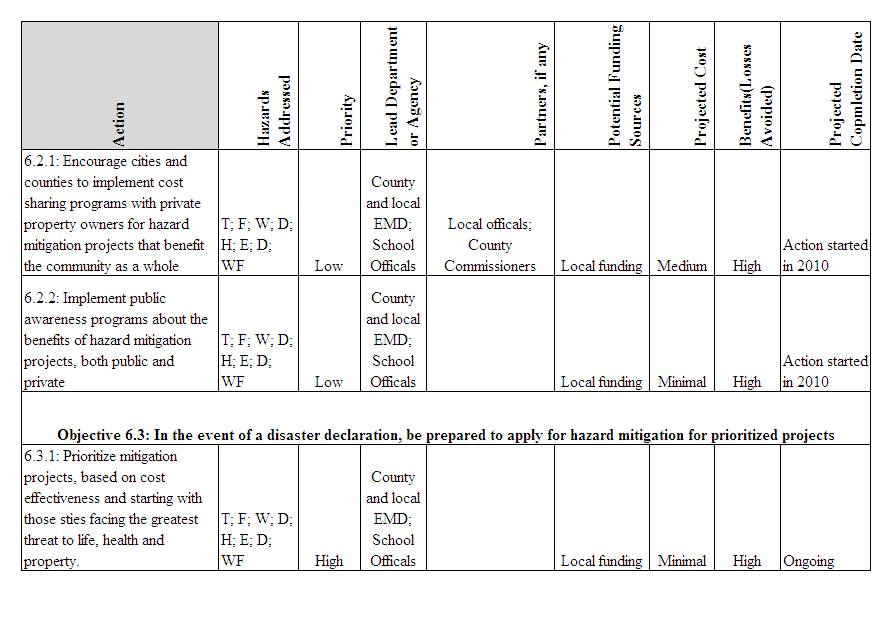 Action
Hazards
Addressed
Priority
Lead Department
or Agency
Partners, if any
Potential Funding
Sources
Projected Cost
Benefits(Losses
Avoided)
Projected
Copmletion Date
6.2.1: Encourage cities and
counties to implement cost
sharing programs with private
property owners for hazard
mitigation projects that benefit
the community as a whole
T; F; W; D;
H; E; D;
WF
Low
County
and local
EMD;
School
Officals
Local officals;
County
Commissioners
Local funding
Medium
High
Action started
in 2010
6.2.2: Implement public
awareness programs about the
benefits of hazard mitigation
projects, both public and
private
T; F; W; D;
H; E; D;
WF
Low
County
and local
EMD;
School
Officals
Local funding
Minimal
High
Action started
in 2010
Objective 6.3: In the event of a disaster declaration, be prepared to apply for hazard mitigation for prioritized projects
6.3.1: Prioritize mitigation
projects, based on cost
effectiveness and starting with
those sties facing the greatest
threat to life, health and
property.
T; F; W; D;
H; E; D;
WF
High
County
and local
EMD;
School
Officals
Local funding
Minimal
High
Ongoing